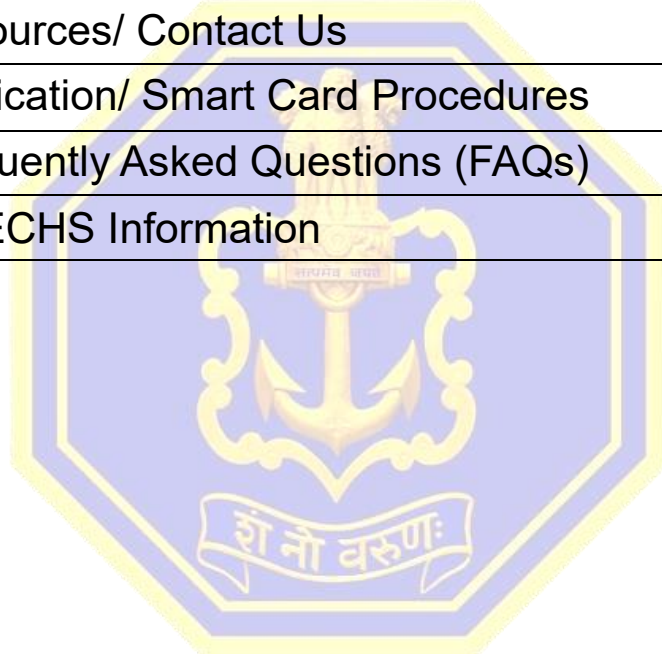 ources/ Contact Us
ication/ Smart Card Procedures
uently Asked Questions (FAQs)
ECHS Information
सत्यमेव जयते
शं नो वरुणः